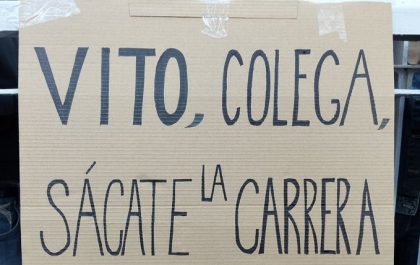 VITO, COLEGA,
SÁCATE LA CARRERA